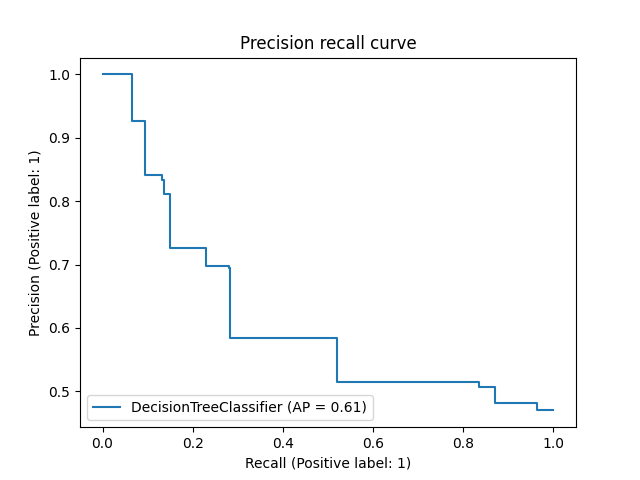 Precision recall curve
1.0
0.9
0.8
0.7
0.6
0.5
Precision (Positive label: 1)
DecisionTreeClassifier (AP = 0.61)
0.0 0.2 0.4 0.6 0.8 1.0
Recall (Positive label: 1)